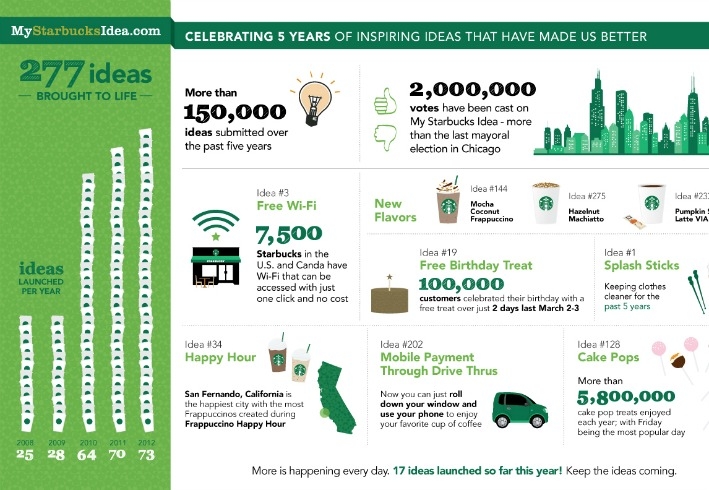 MyStarbucksIdea.com
CELEBRATING 5 YEARS OF INSPIRING IDEAS THAT HAVE MADE US BETTER
277 ideas
BROUGHT TO LIFE
ideas
LAUNCHED
PER YEAR
2008 2009 2010 2011 2012
25 28 64 70 73
More than
150,000
ideas submitted over
the past five years
2,000,000
votes have been cast on
My Starbucks Idea - more
than the last mayoral
election in Chicago
Idea #3
Free Wi-Fi
7,500
Starbucks in the
U.S. and Canda have
Wi-Fi that can be
accessed with just
one click and no cost
New
Flavors
Idea #144
Mocha
Coconut
Frappuccino
Idea #275
Hazelnut
Machiatto
Idea #23
Pumpkin S
Latte VIA
Idea #19
Free Birthday Treat
100,000
customers celebrated their birthday with a
free treat over just 2 days last March 2-3
Idea #1
Splash Sticks
Keeping clothes
cleaner for the
past 5 years
Idea #34
Happy Hour
San Fernando, California is
the happiest city with the most
Frappuccinos created during
Frappuccino Happy Hour
Idea #202
Mobile Payment
Through Drive Thrus
Now you can just roll
down your window and
use your phone to enjoy
your favorite cup of coffee
Idea #128
Cake Pops
More than
5,800,000
cake pop treats enjoyed
each year; with Friday
being the most popular day
More is happening every day. 17 ideas launched so far this year! Keep the ideas coming.